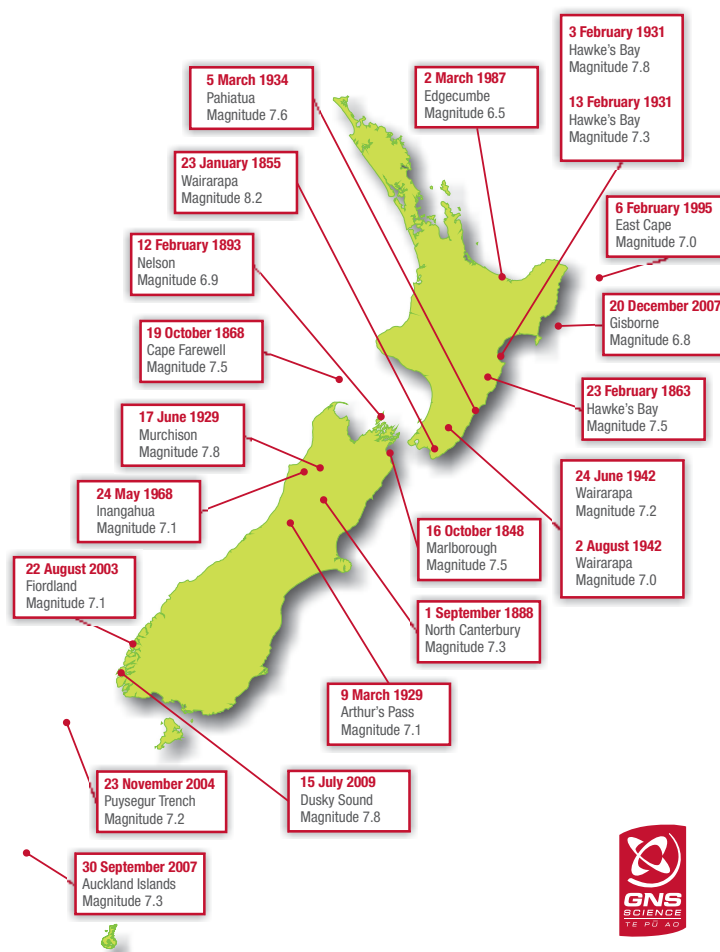 3 February 1931
Hawke's Bay
Magnitude 7.8
13 February 1931
Hawke's Bay
Magnitude 7.3
5 March 1934
Pahiatua
Magnitude 7.6
2 March 1987
Edgecumbe
Magnitude 6.5
23 January 1855
Wairarapa
Magnitude 8.2
6 February 1995
East Cape
Magnitude 7.0
12 February 1893
Nelson
Magnitude 6.9
20 December 2007
Gisborne
Magnitude 6.8
19 October 1868
Cape Farewell
Magnitude 7.5
23 February 1863
Hawke's Bay
Magnitude 7.5
17 June 1929
Murchison
Magnitude 7.8
24 June 1942
Wairarapa
Magnitude 7.2
2 August 1942
Wairarapa
Magnitude 7.0
24 May 1968
Inangahua
Magnitude 7.1
16 October 1848
Marlborough
Magnitude 7.5
22 August 2003
Fiordland
Magnitude 7.1
1 September 1888
North Canterbury
Magnitude 7.3
9 March 1929
Arthur's Pass
Magnitude 7.1
23 November 2004
Puysegur Trench
Magnitude 7.2
15 July 2009
Dusky Sound
Magnitude 7.8
30 September 2007
Auckland Islands
Magnitude 7.3
GNS
SCIENCE
TE PŪ AO